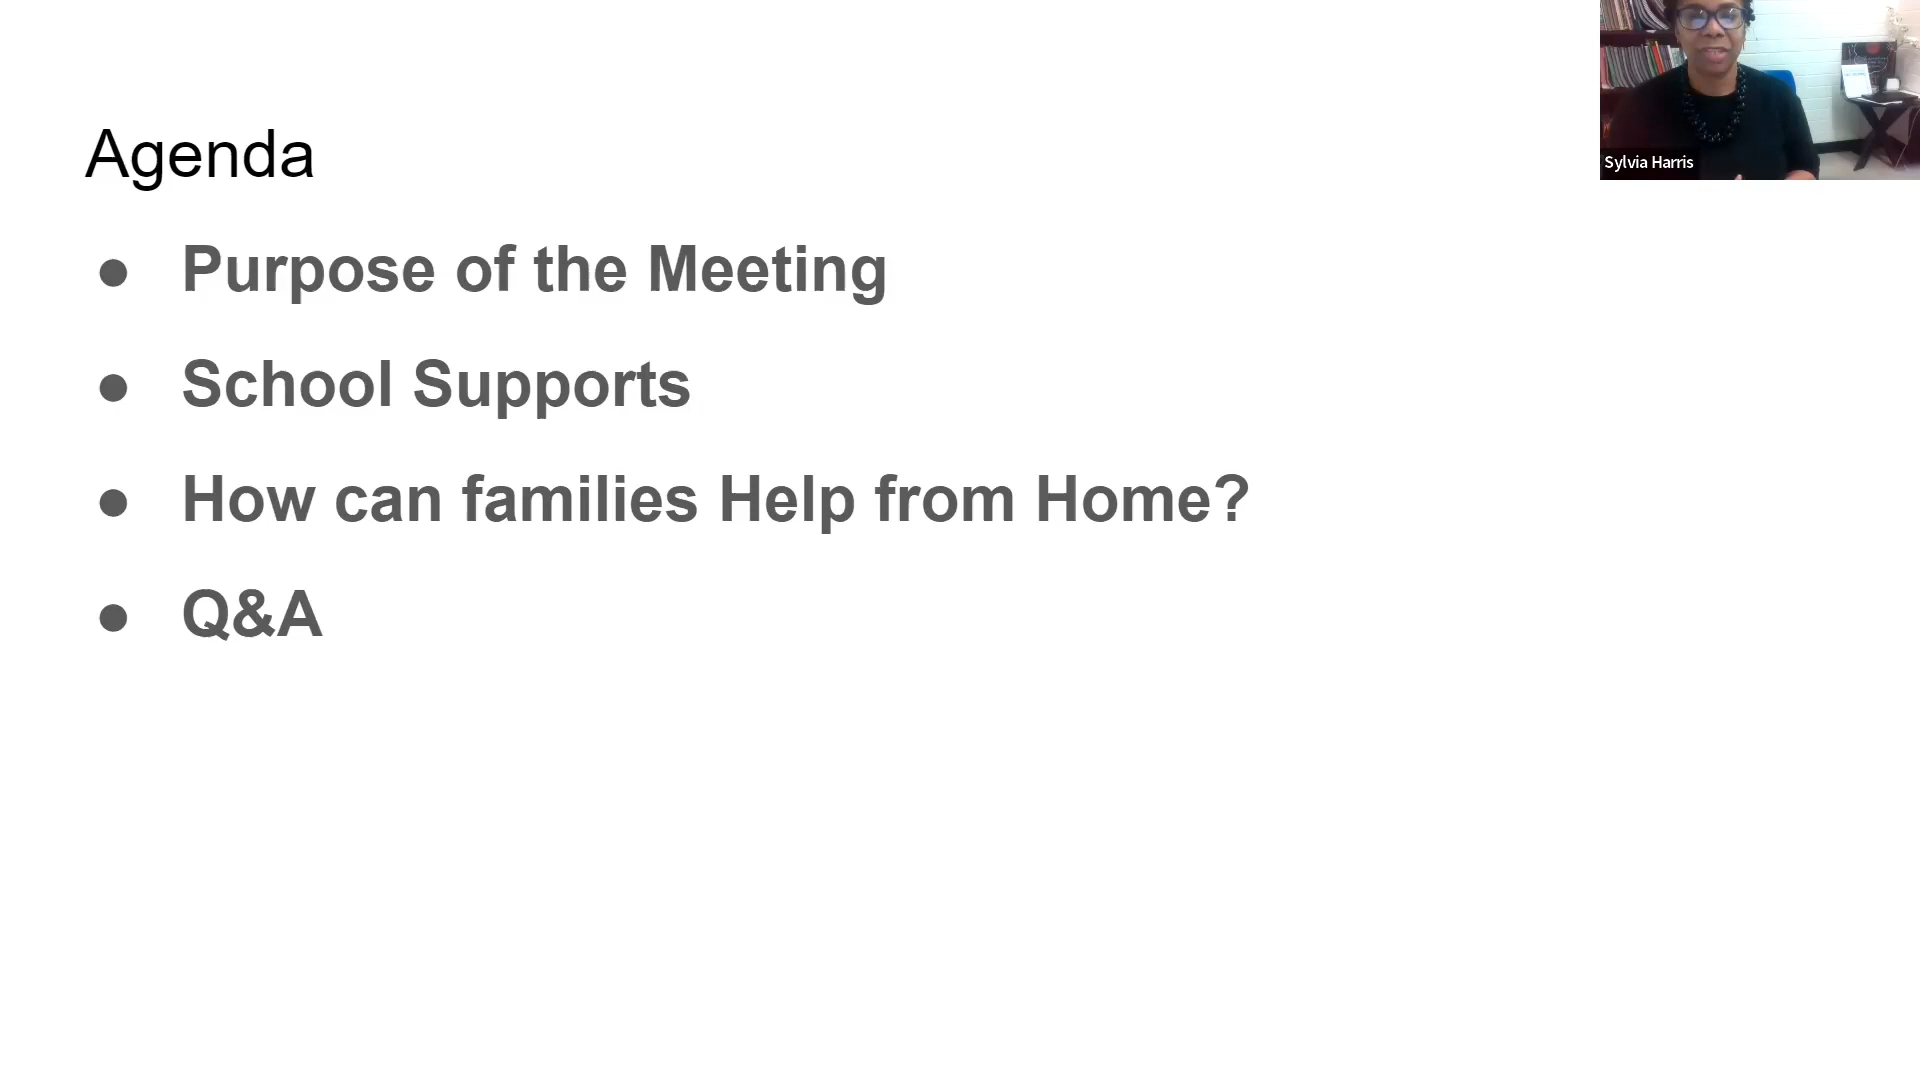 Agenda
● Purpose of the Meeting
● School Supports
● How can families Help from Home?
● Q&A
Sylvia Harris